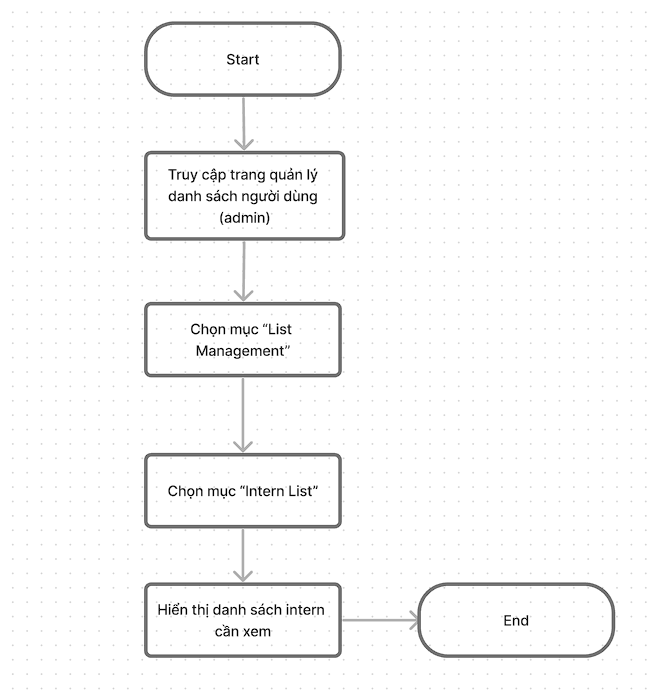 Start
Truy cập trang quản lý
danh sách người dùng
(admin)
Chọn mục “List
Management”
Chọn mục “Intern List”
Hiển thị danh sách intern
cần xem
End